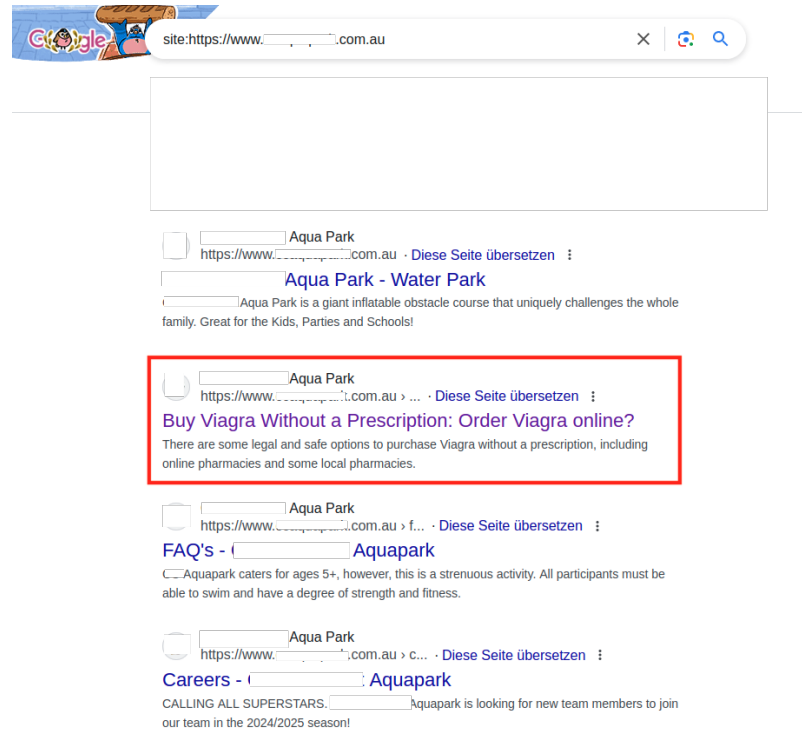 Google
site:https://www. .com.au
Aqua Park
https://www. .com.au · Diese Seite übersetzen
Aqua Park - Water Park
Aqua Park is a giant inflatable obstacle course that uniquely challenges the whole
family. Great for the Kids, Parties and Schools!
Aqua Park
https://www. .com.au › ... · Diese Seite übersetzen
Buy Viagra Without a Prescription: Order Viagra online?
There are some legal and safe options to purchase Viagra without a prescription, including
online pharmacies and some local pharmacies.
Aqua Park
https://www. .com.au › f... · Diese Seite übersetzen
FAQ's - Aquapark
Aquapark caters for ages 5+, however, this is a strenuous activity. All participants must be
able to swim and have a degree of strength and fitness.
Aqua Park
https://www. .com.au › c... · Diese Seite übersetzen
Careers - Aquapark
CALLING ALL SUPERSTARS. Aquapark is looking for new team members to join
our team in the 2024/2025 season!